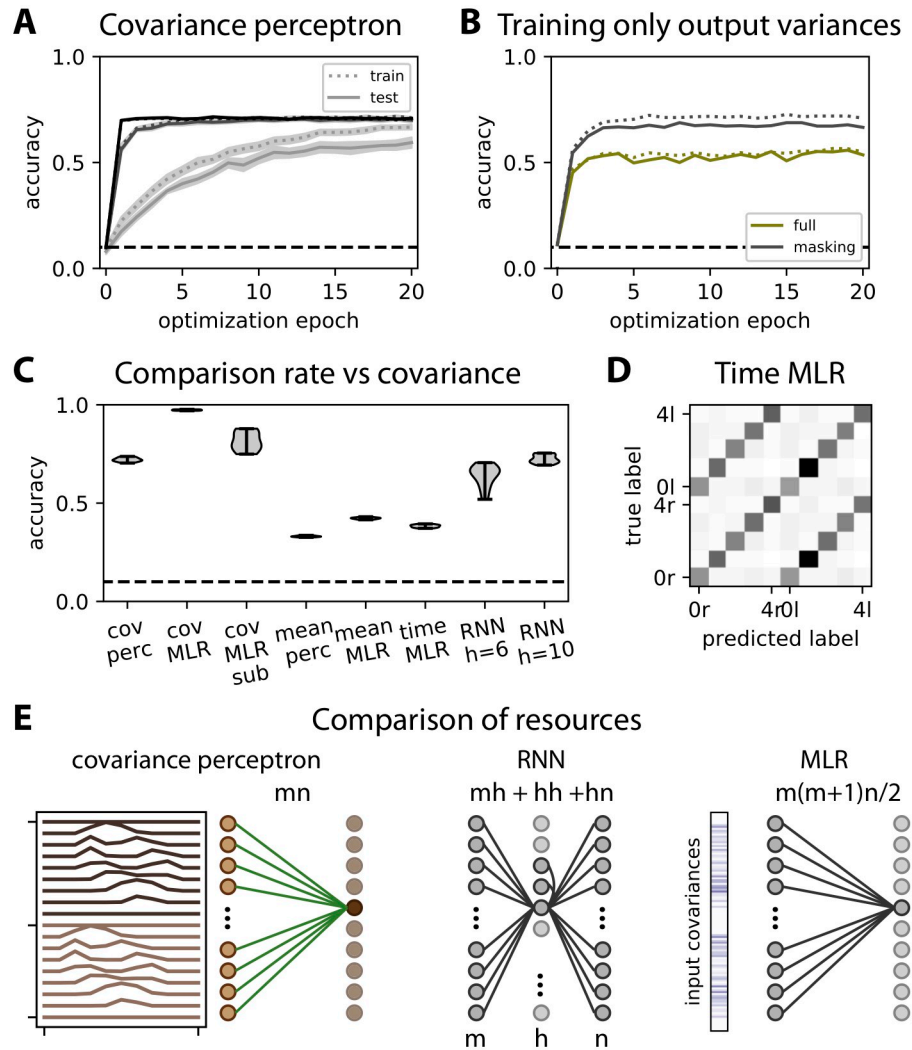 A Covariance perceptron
1.0
0.5
0.0
accuracy
train
test
0 5 10 15 20
optimization epoch
B Training only output variances
1.0
0.5
0.0
accuracy
full
masking
0 5 10 15 20
optimization epoch
C Comparison rate vs covariance
1.0
0.5
0.0
accuracy
cov perc
cov MLR
cov MLR sub
mean perc
mean MLR
time MLR
RNN h=6
RNN h=10
D Time MLR
4l
0l
4r
0r
true label
0r 4r0l 4l
predicted label
E Comparison of resources
covariance perceptron
mn
RNN
mh + hh +hn
m h n
MLR
m(m+1)n/2
input covariances